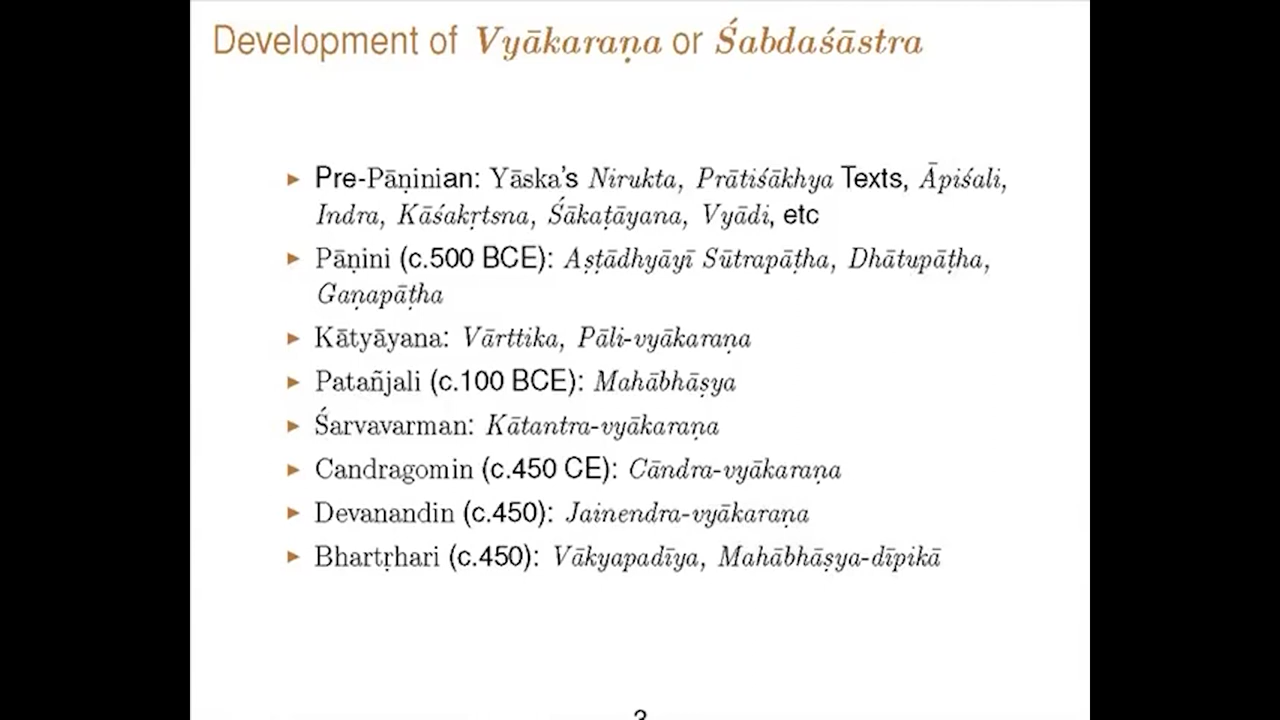 Development of Vyākaraṇa or Śabdaśāstra
► Pre-Pāṇinian: Yāska's Nirukta, Prātiśākhya Texts, Āpiśali,
Indra, Kāśakṛtsna, Śākaṭāyana, Vyādi, etc
► Pāṇini (c.500 BCE): Aṣṭādhyāyī Sūtrapāṭha, Dhātupāṭha,
Gaṇapāṭha
► Kātyāyana: Vārttika, Pāli-vyākaraṇa
► Patañjali (c.100 BCE): Mahābhāṣya
► Śarvavarman: Kātantra-vyākaraṇa
► Candragomin (c.450 CE): Cāndra-vyākaraṇa
► Devanandin (c.450): Jainendra-vyākaraṇa
► Bhartṛhari (c.450): Vākyapadīya, Mahābhāṣya-dīpikā
3